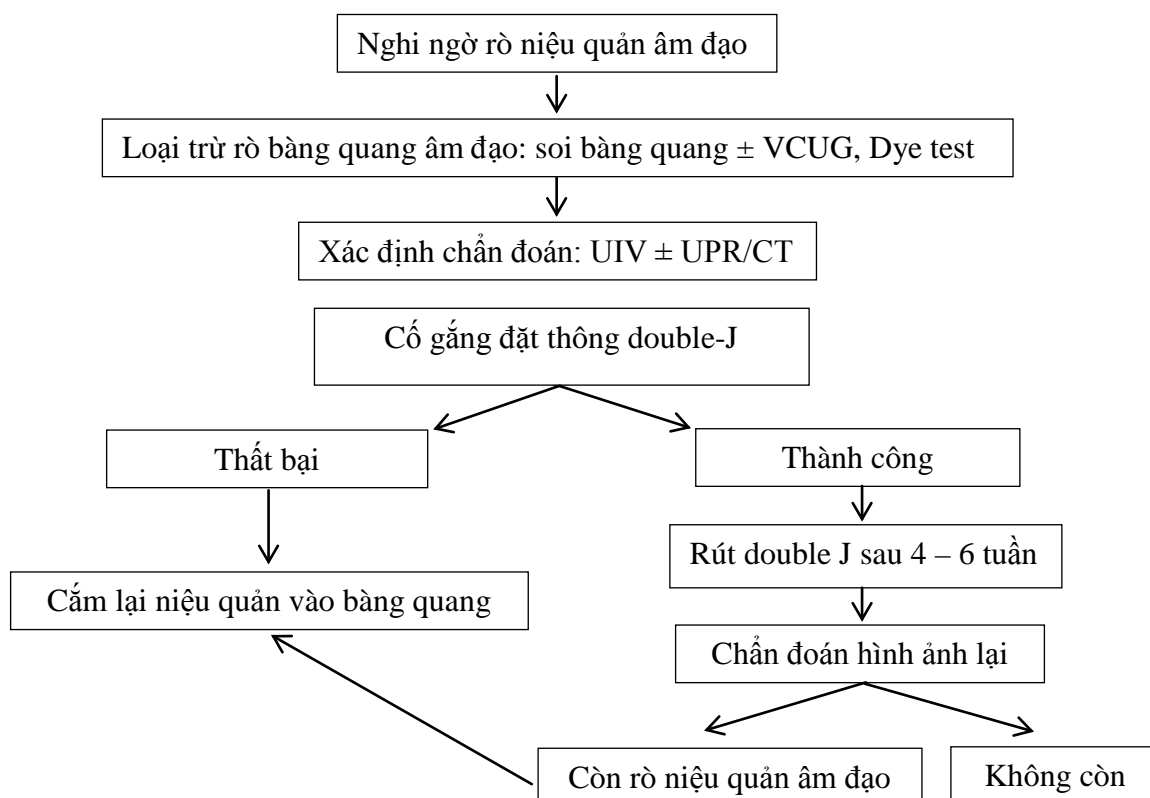 Nghi ngờ rò niệu quản âm đạo
Loại trừ rò bàng quang âm đạo: soi bàng quang ± VCUG, Dye test
Xác định chẩn đoán: UIV ± UPR/CT
Cố gắng đặt thông double-J
Thất bại
Thành công
Rút double J sau 4 – 6 tuần
Cắm lại niệu quản vào bàng quang
Chẩn đoán hình ảnh lại
Còn rò niệu quản âm đạo
Không còn